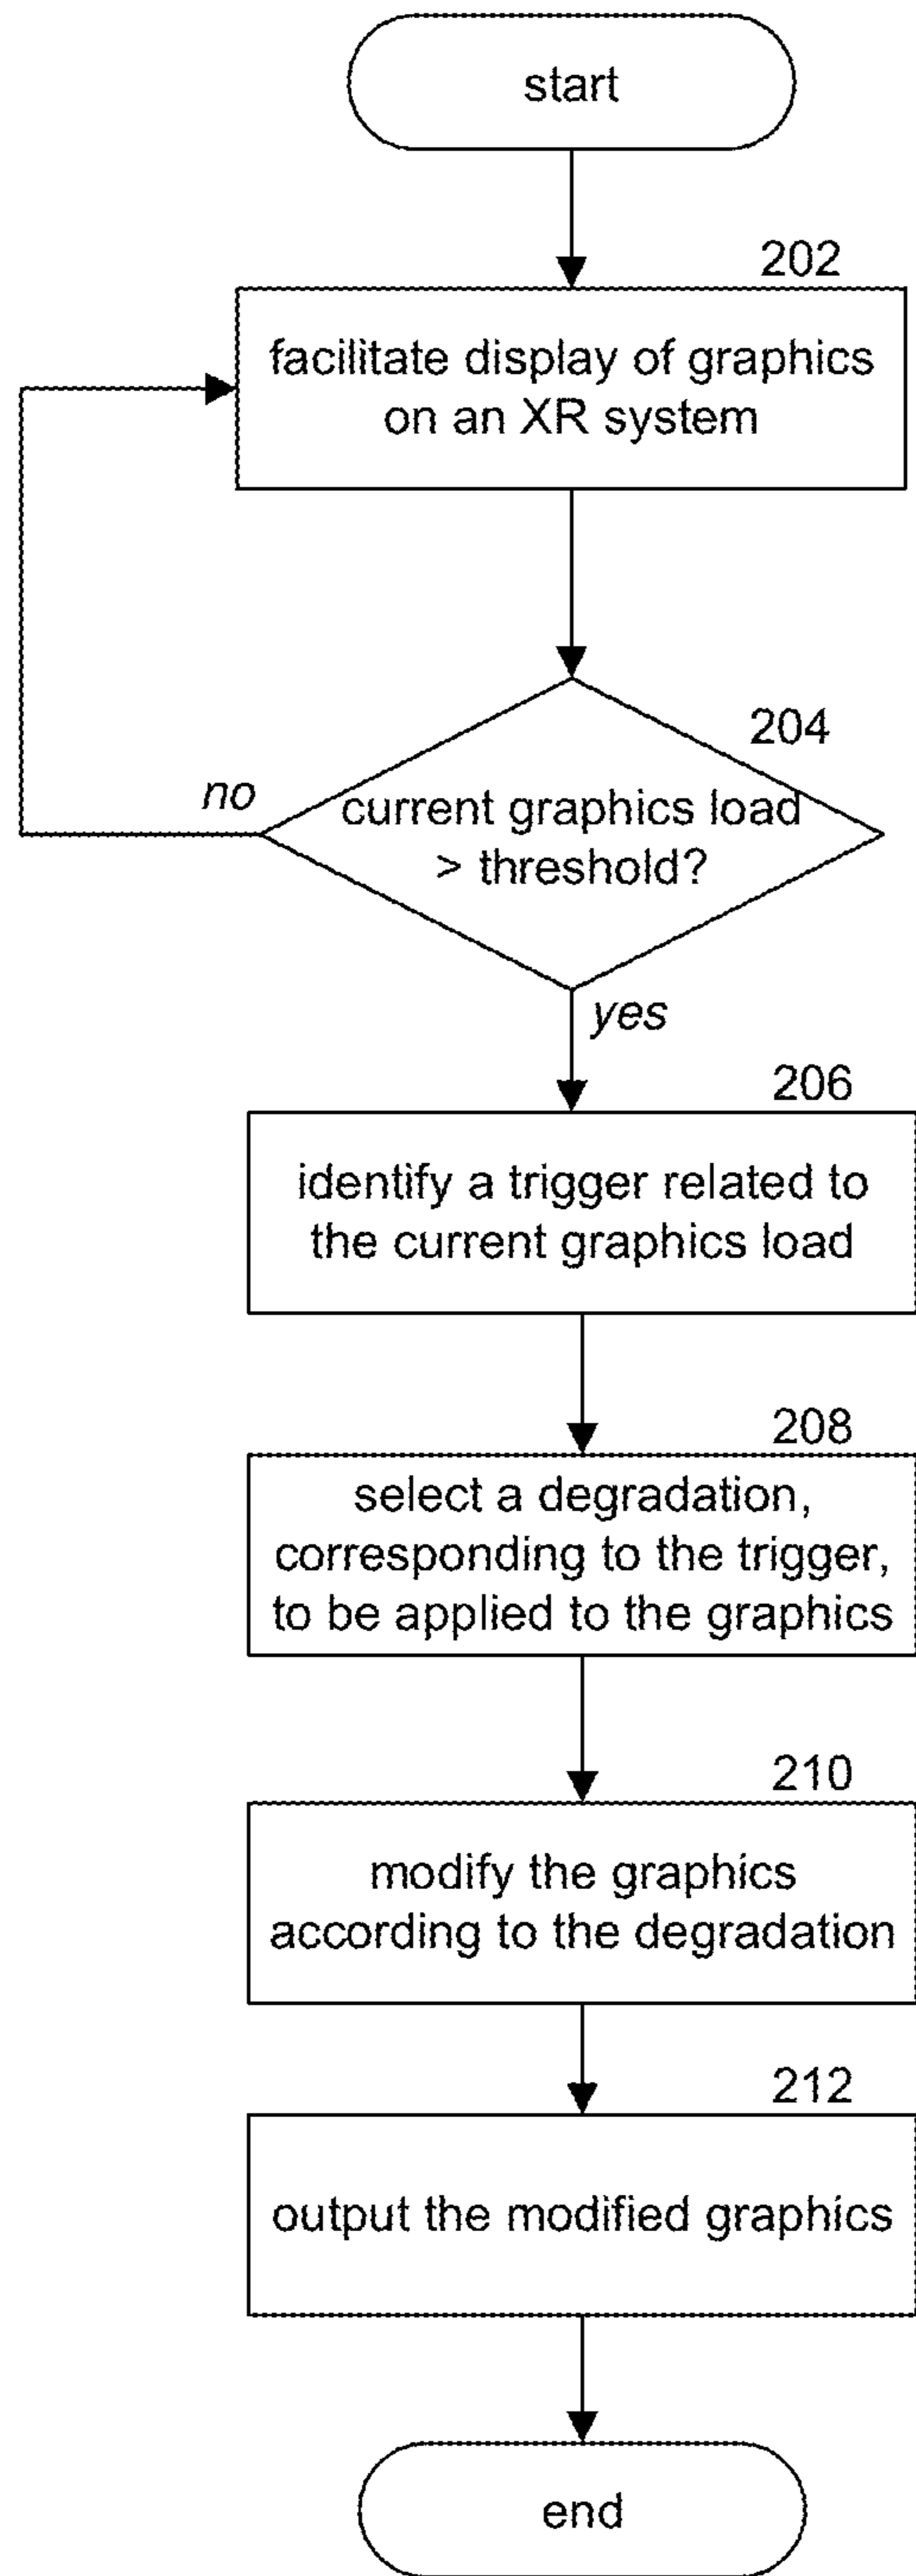 start
202
facilitate display of graphics
on an XR system
204
no
current graphics load
> threshold?
yes
206
identify a trigger related to
the current graphics load
208
select a degradation,
corresponding to the trigger,
to be applied to the graphics
210
modify the graphics
according to the degradation
212
output the modified graphics
end